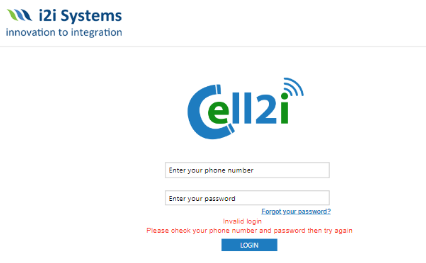 i2i Systems
innovation to integration
Cell2i
Enter your phone number
Enter your password
Forgot your password?
Invalid login
Please check your phone number and password then try again
LOGIN